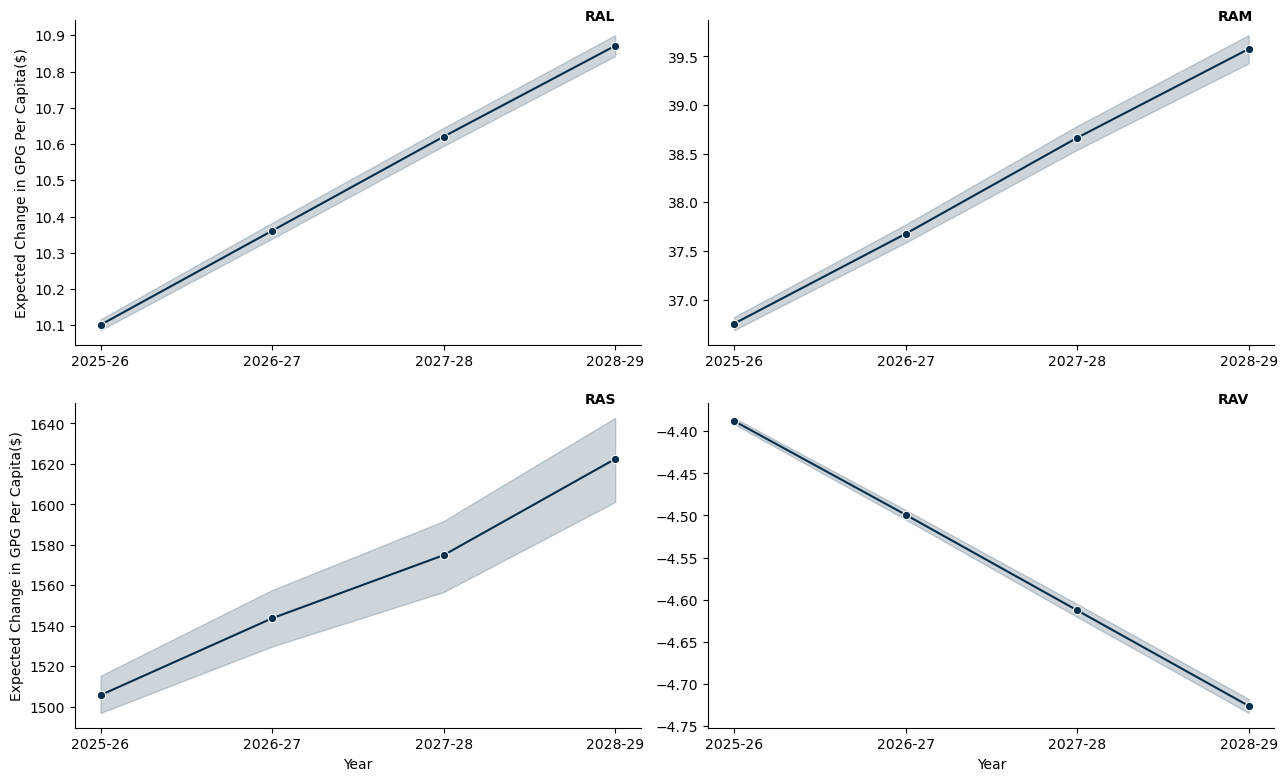 RAL
Expected Change in GPG Per Capita($)
10.9
10.8
10.7
10.6
10.5
10.4
10.3
10.2
10.1
2025-26 2026-27 2027-28 2028-29
RAM
39.5
39.0
38.5
38.0
37.5
37.0
2025-26 2026-27 2027-28 2028-29
RAS
Expected Change in GPG Per Capita($)
1640
1620
1600
1580
1560
1540
1520
1500
2025-26 2026-27 2027-28 2028-29
Year
RAV
−4.40
−4.45
−4.50
−4.55
−4.60
−4.65
−4.70
−4.75
2025-26 2026-27 2027-28 2028-29
Year